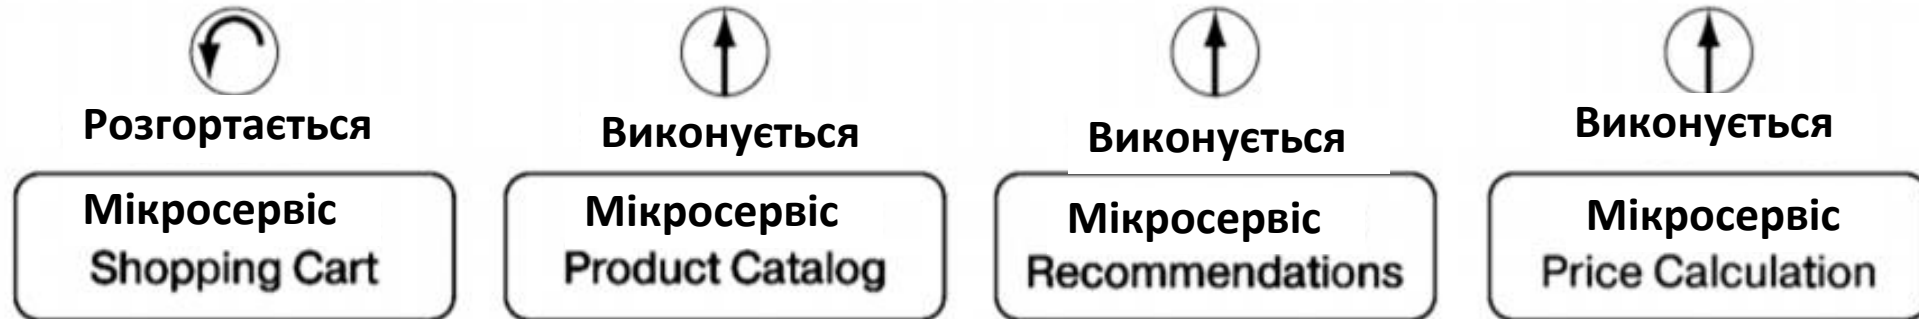 Розгортається
Виконується
Виконується
Виконується
Мікросервіс
Shopping Cart
Мікросервіс
Product Catalog
Мікросервіс
Recommendations
Мікросервіс
Price Calculation